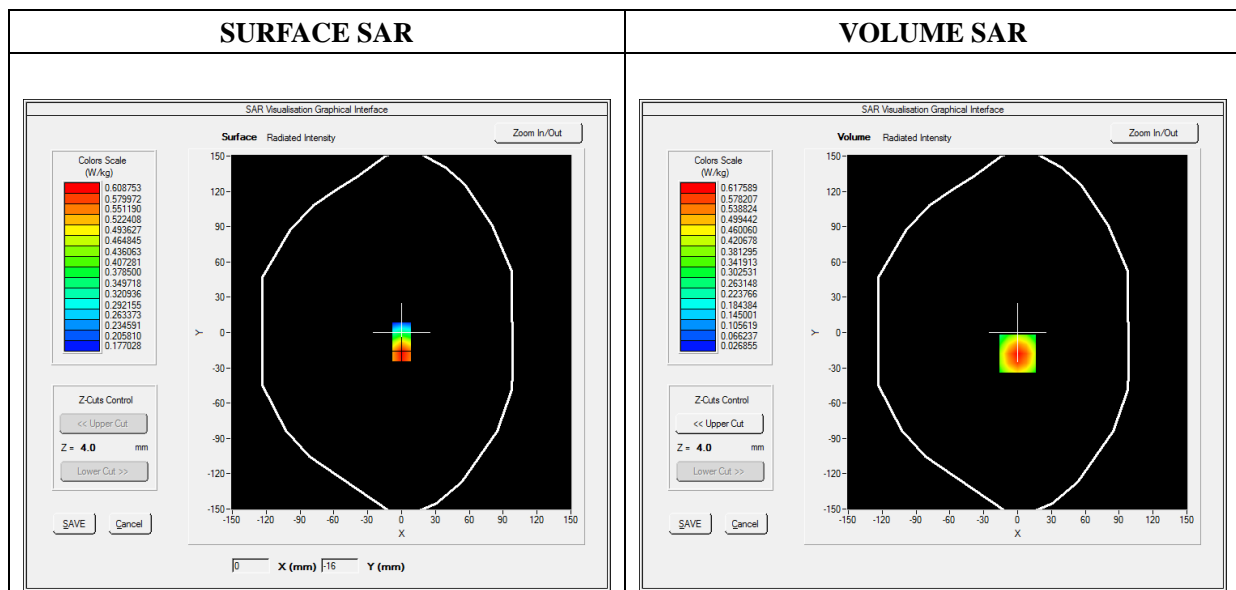 SURFACE SAR
VOLUME SAR
SAR Visualisation Graphical Interface
Surface Radiated Intensity
Zoom In/Out
Colors Scale
(W/kg)
0.608753
0.579972
0.551190
0.522408
0.493627
0.464845
0.436063
0.407281
0.378500
0.349718
0.320936
0.292155
0.263373
0.234591
0.205810
0.177028
150
120
90
60
30
0
-30
-60
-90
-120
-150
Y
-150 -120 -90 -60 -30 0 30 60 90 120 150
X
Z-Cuts Control
<< Upper Cut
Z = 4.0 mm
Lower Cut >>
SAVE Cancel
0 X (mm) -16 Y (mm)
SAR Visualisation Graphical Interface
Volume Radiated Intensity
Zoom In/Out
Colors Scale
(W/kg)
0.617589
0.578207
0.538824
0.499442
0.460060
0.420678
0.381295
0.341913
0.302531
0.263148
0.223766
0.184384
0.145001
0.105619
0.066237
0.026855
150
120
90
60
30
0
-30
-60
-90
-120
-150
Y
-150 -120 -90 -60 -30 0 30 60 90 120 150
X
Z-Cuts Control
<< Upper Cut
Z = 4.0 mm
Lower Cut >>
SAVE Cancel